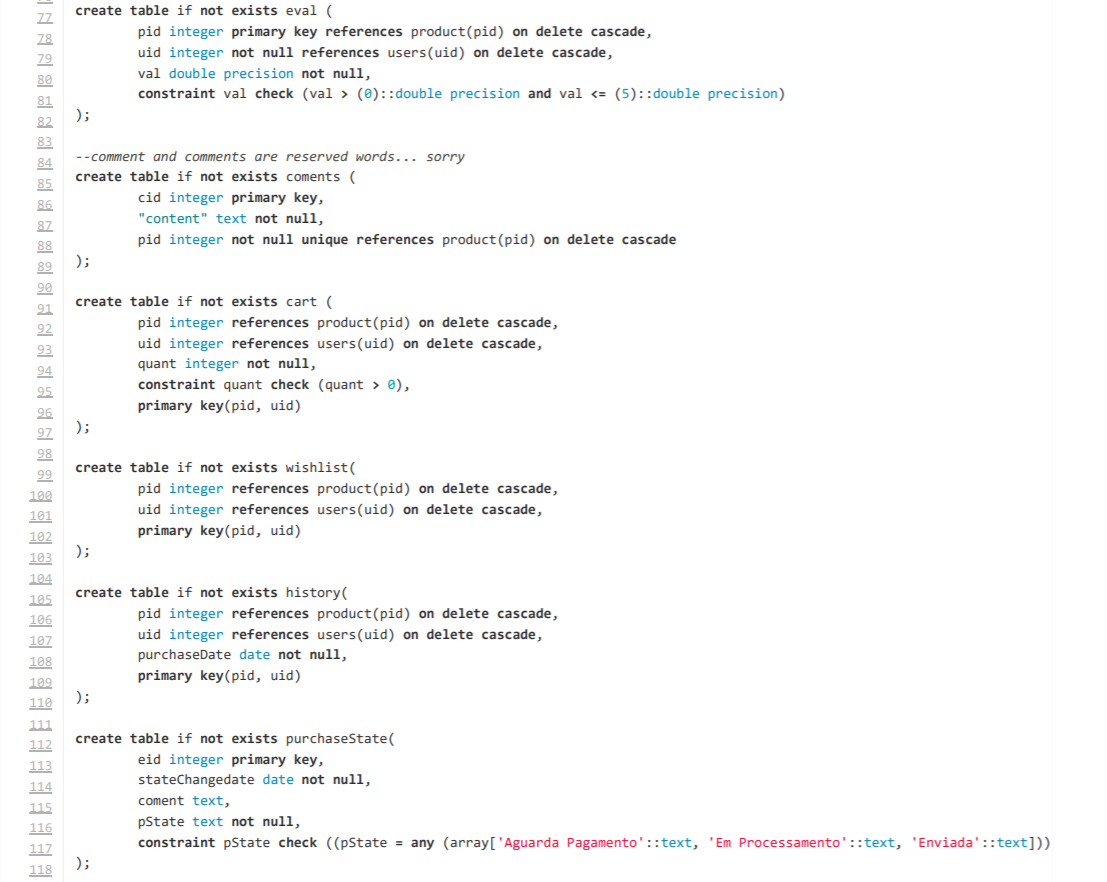 77 create table if not exists eval (
78 pid integer primary key references product(pid) on delete cascade,
79 uid integer not null references users(uid) on delete cascade,
80 val double precision not null,
81 constraint val check (val > (0)::double precision and val <= (5)::double precision)
82 );
83
84 --comment and comments are reserved words... sorry
85 create table if not exists coments (
86 cid integer primary key,
87 "content" text not null,
88 pid integer not null unique references product(pid) on delete cascade
89 );
90
91 create table if not exists cart (
92 pid integer references product(pid) on delete cascade,
93 uid integer references users(uid) on delete cascade,
94 quant integer not null,
95 constraint quant check (quant > 0),
96 primary key(pid, uid)
97 );
98
99 create table if not exists wishlist(
100 pid integer references product(pid) on delete cascade,
101 uid integer references users(uid) on delete cascade,
102 primary key(pid, uid)
103 );
104
105 create table if not exists history(
106 pid integer references product(pid) on delete cascade,
107 uid integer references users(uid) on delete cascade,
108 purchaseDate date not null,
109 primary key(pid, uid)
110 );
111
112 create table if not exists purchaseState(
113 eid integer primary key,
114 stateChangedate date not null,
115 coment text,
116 pState text not null,
117 constraint pState check ((pState = any (array['Aguarda Pagamento'::text, 'Em Processamento'::text, 'Enviada'::text]))
118 );